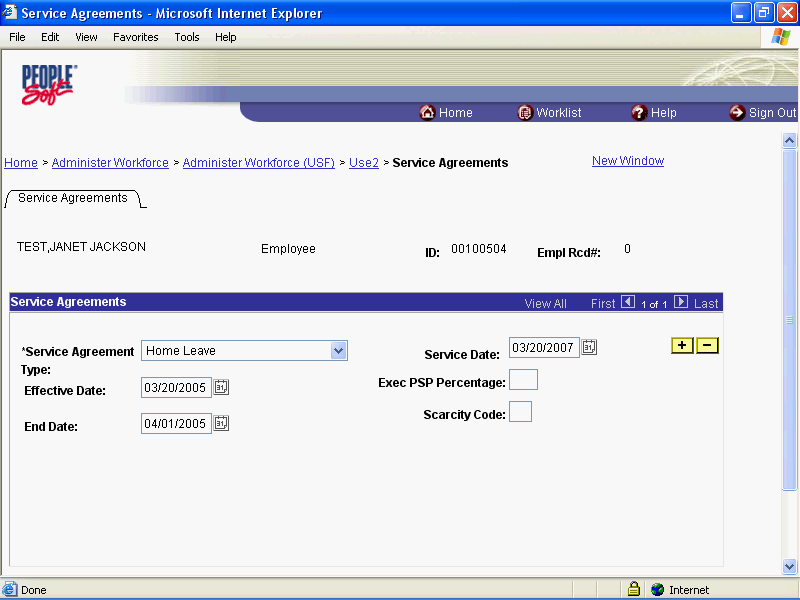 Service Agreements - Microsoft Internet Explorer
File Edit View Favorites Tools Help
PEOPLE
Soft
Home Worklist Help Sign Out
Home > Administer Workforce > Administer Workforce (USF) > Use2 > Service Agreements New Window
Service Agreements
TEST,JANET JACKSON Employee ID: 00100504 Empl Rcd#: 0
Service Agreements View All First 1 of 1 Last
*Service Agreement Type: Home Leave Service Date: 03/20/2007
Effective Date: 03/20/2005 Exec PSP Percentage:
End Date: 04/01/2005 Scarcity Code:
Done Internet